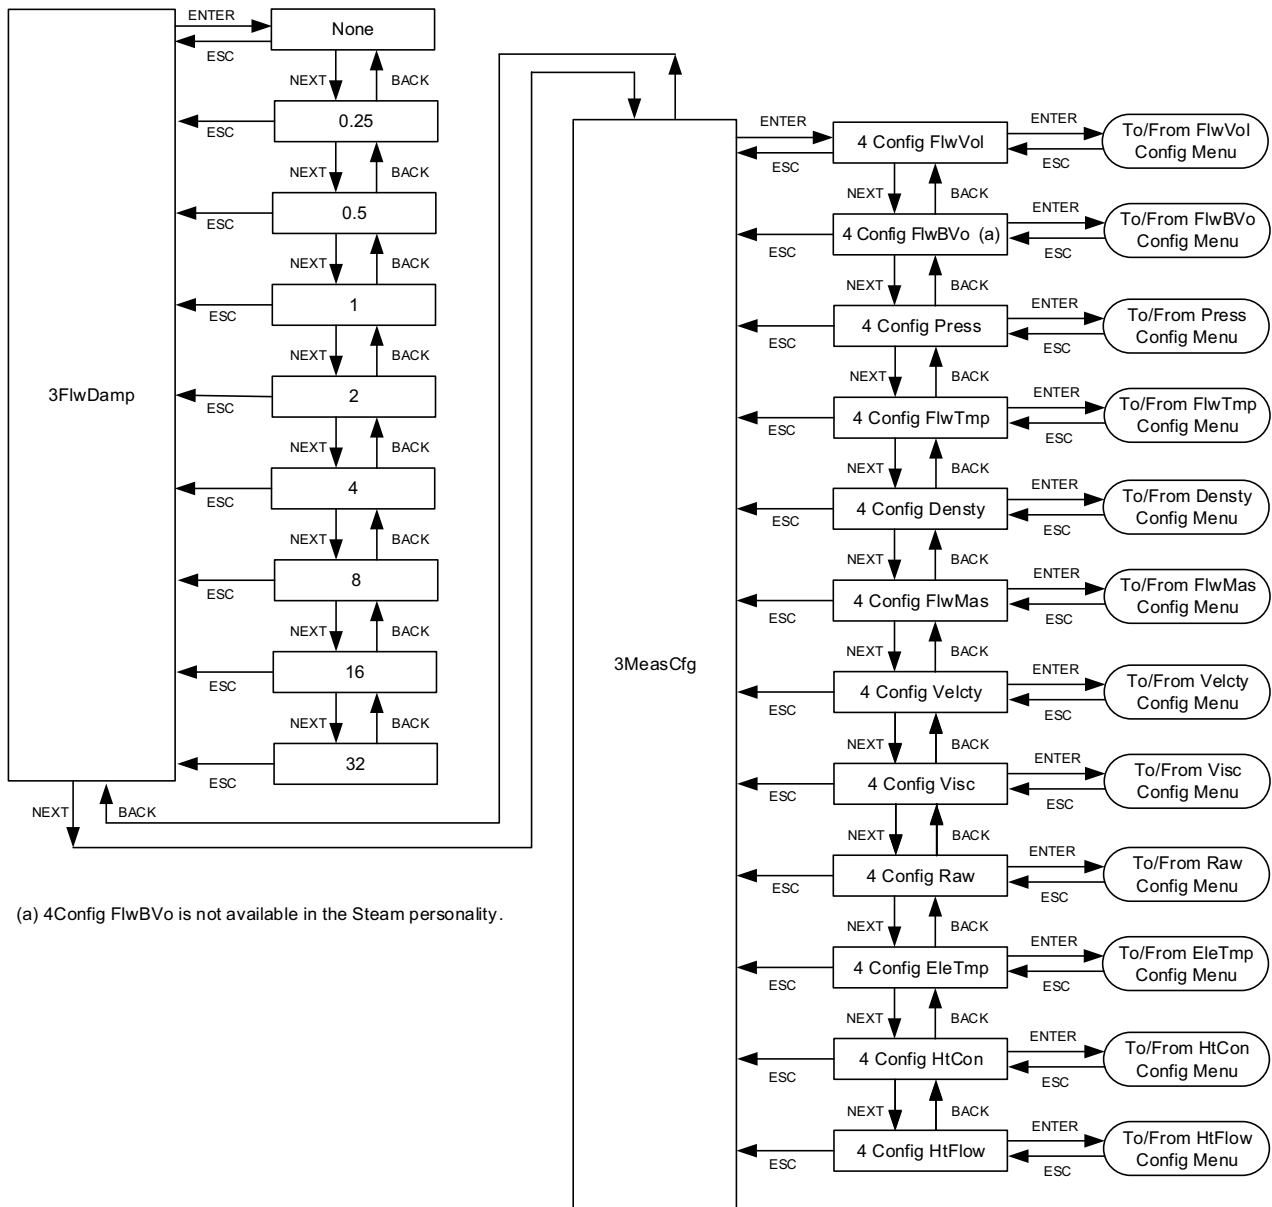 3FlwDamp
ENTER
ESC
None
NEXT
BACK
ESC
0.25
NEXT
BACK
ESC
0.5
NEXT
BACK
ESC
1
NEXT
BACK
ESC
2
NEXT
BACK
ESC
4
NEXT
BACK
ESC
8
NEXT
BACK
ESC
16
NEXT
BACK
ESC
32
NEXT
BACK
(a) 4Config FlwBVo is not available in the Steam personality.
3MeasCfg
ENTER
ESC
4 Config FlwVol
ENTER
ESC
To/From FlwVol
Config Menu
NEXT
BACK
ESC
4 Config FlwBVo (a)
ENTER
ESC
To/From FlwBVo
Config Menu
NEXT
BACK
ESC
4 Config Press
ENTER
ESC
To/From Press
Config Menu
NEXT
BACK
ESC
4 Config FlwTmp
ENTER
ESC
To/From FlwTmp
Config Menu
NEXT
BACK
ESC
4 Config Densty
ENTER
ESC
To/From Densty
Config Menu
NEXT
BACK
ESC
4 Config FlwMas
ENTER
ESC
To/From FlwMas
Config Menu
NEXT
BACK
ESC
4 Config Velcty
ENTER
ESC
To/From Velcty
Config Menu
NEXT
BACK
ESC
4 Config Visc
ENTER
ESC
To/From Visc
Config Menu
NEXT
BACK
ESC
4 Config Raw
ENTER
ESC
To/From Raw
Config Menu
NEXT
BACK
ESC
4 Config EleTmp
ENTER
ESC
To/From EleTmp
Config Menu
NEXT
BACK
ESC
4 Config HtCon
ENTER
ESC
To/From HtCon
Config Menu
NEXT
BACK
ESC
4 Config HtFlow
ENTER
ESC
To/From HtFlow
Config Menu